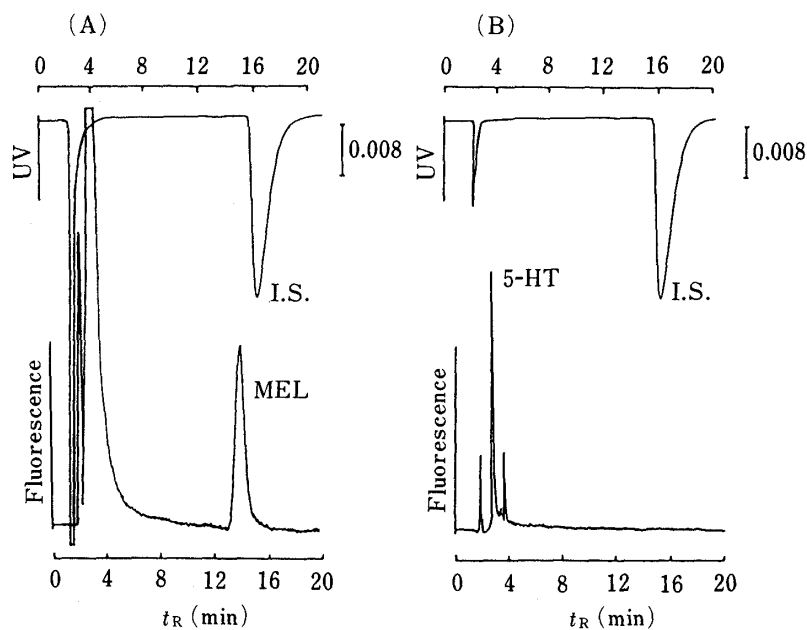 (A)
0 4 8 12 16 20
UV
0.008
I.S.
MEL
Fluorescence
0 4 8 12 16 20
tR (min)
(B)
0 4 8 12 16 20
UV
0.008
5-HT
I.S.
Fluorescence
0 4 8 12 16 20
tR (min)